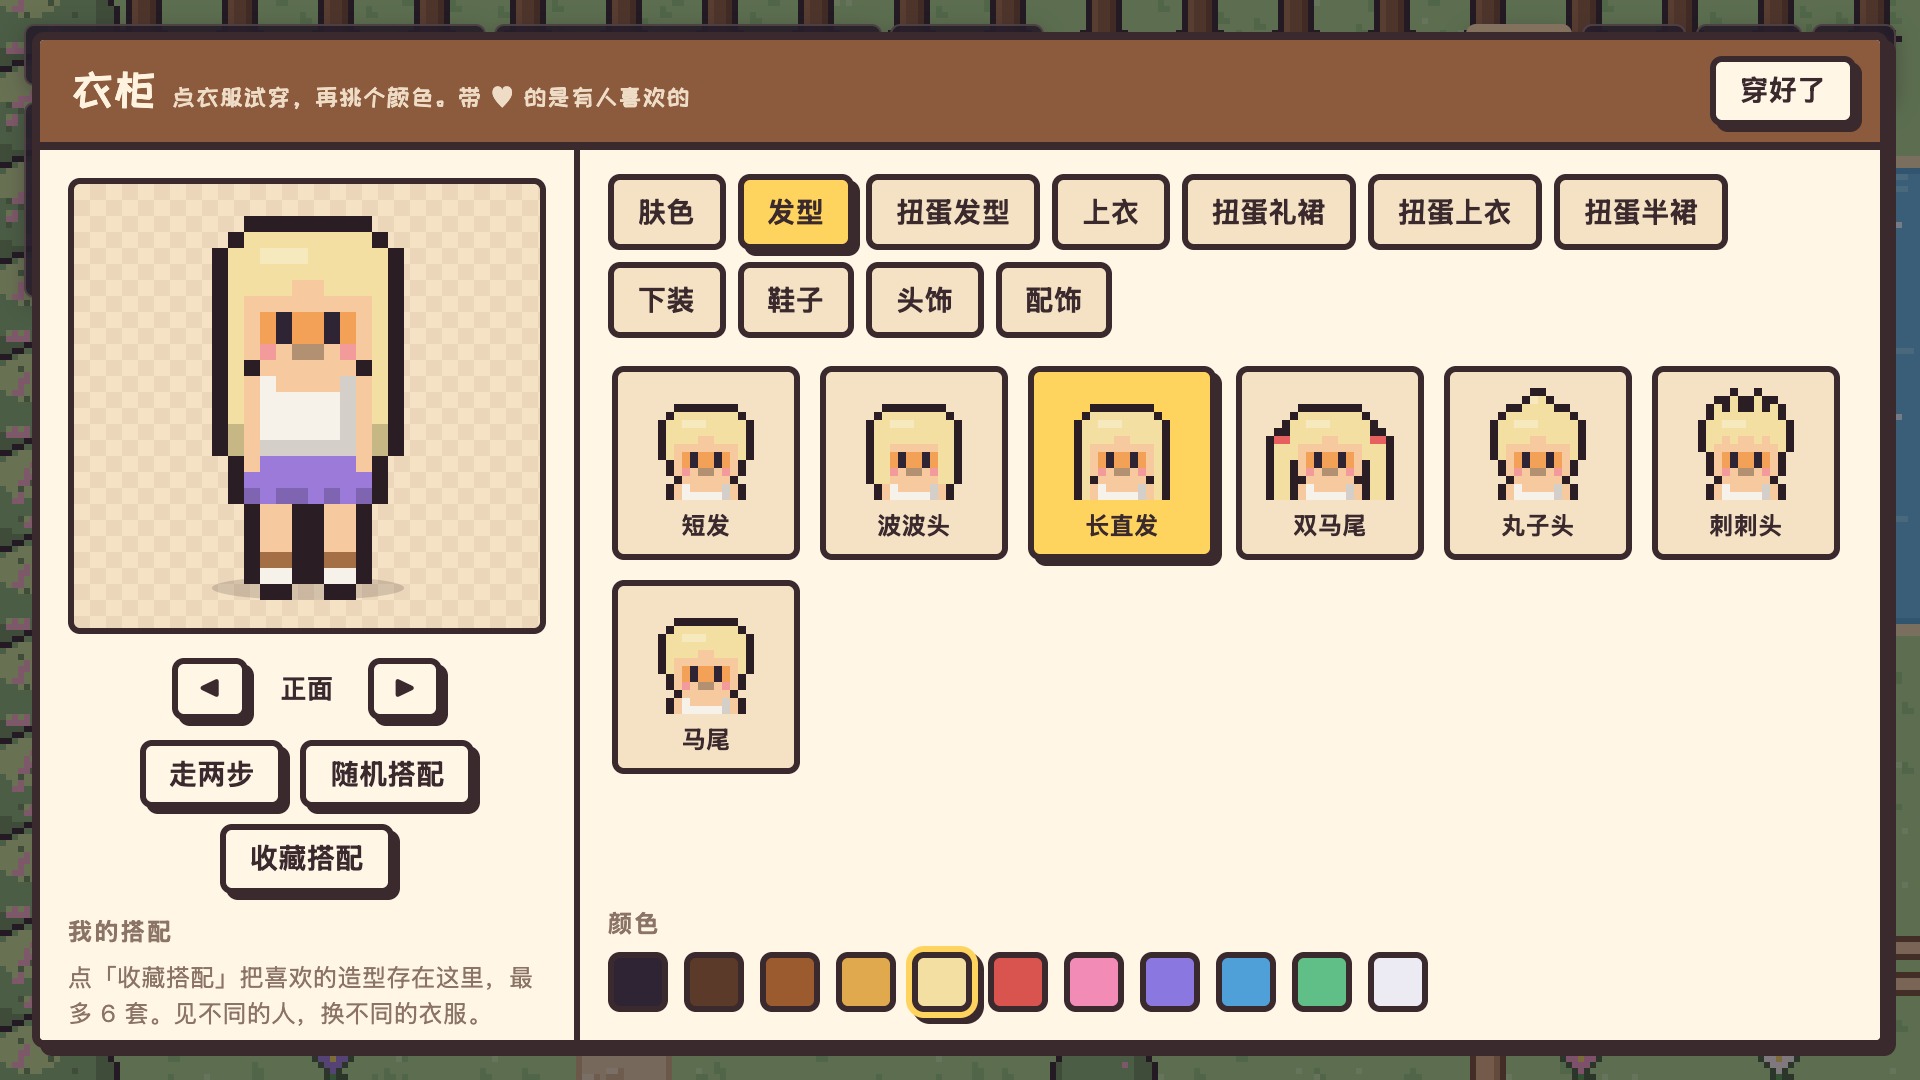 衣柜 点衣服试穿，再挑个颜色。带 ♥ 的是有人喜欢的
穿好了
肤色 发型 扭蛋发型 上衣 扭蛋礼裙 扭蛋上衣 扭蛋半裙
下装 鞋子 头饰 配饰
短发 波波头 长直发 双马尾 丸子头 刺刺头
马尾
◀ 正面 ▶
走两步 随机搭配
收藏搭配
我的搭配
点「收藏搭配」把喜欢的造型存在这里，最
多 6 套。见不同的人，换不同的衣服。
颜色